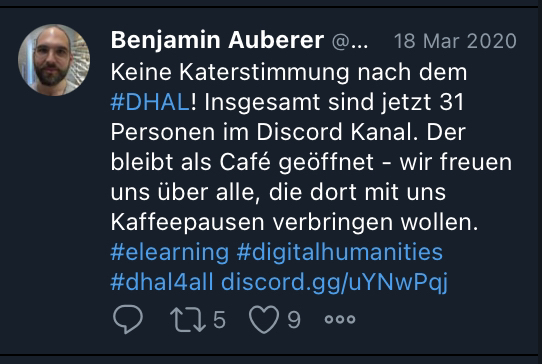 Benjamin Auberer @... 18 Mar 2020
Keine Katerstimmung nach dem
#DHAL! Insgesamt sind jetzt 31
Personen im Discord Kanal. Der
bleibt als Café geöffnet - wir freuen
uns über alle, die dort mit uns
Kaffeepausen verbringen wollen.
#elearning #digitalhumanities
#dhal4all discord.gg/uYNwPqj
5 9